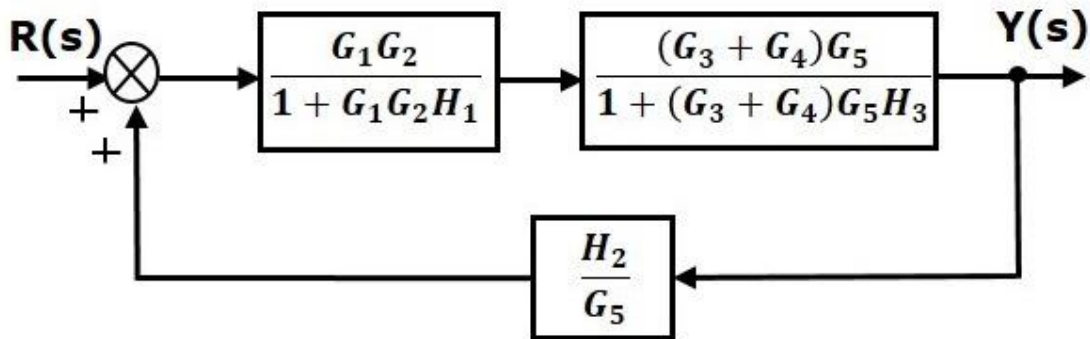 R(s)
+
+
G₁G₂
1 + G₁G₂H₁
(G₃ + G₄)G₅
1 + (G₃ + G₄)G₅H₃
Y(s)
H₂
G₅